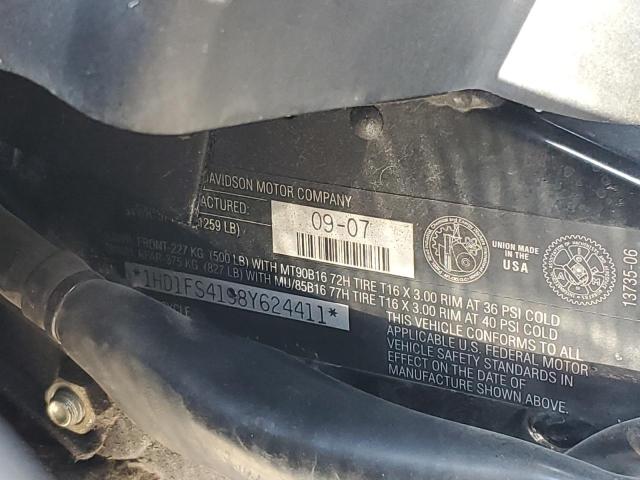 DAVIDSON MOTOR COMPANY
09-07
1259 LB)
UNION MADE
IN THE
USA
FRONT-227 KG (500 LB) WITH MT90B16 72H TIRE T16 X 3.00 RIM AT 36 PSI COLD
REAR-375 KG (827 LB) WITH MU/85B16 77H TIRE T16 X 3.00 RIM AT 40 PSI COLD
*1HD1FS4198Y624411*
THIS VEHICLE CONFORMS TO ALL
APPLICABLE U.S. FEDERAL MOTOR
VEHICLE SAFETY STANDARDS IN
EFFECT ON THE DATE OF
MANUFACTURE SHOWN ABOVE.
13735-06